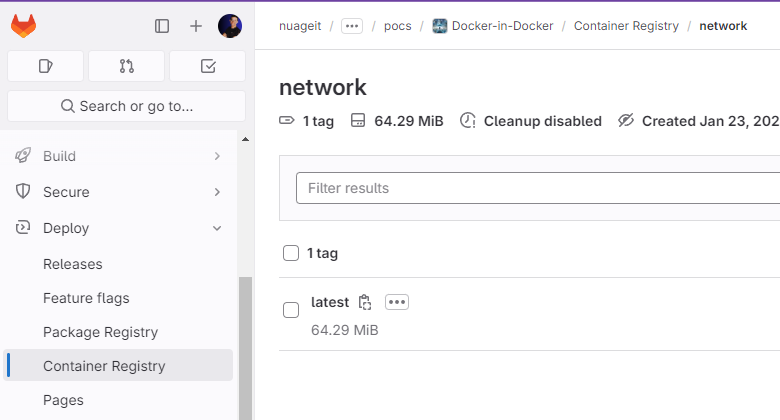 nuageit / ... / pocs / Docker-in-Docker / Container Registry / network
Search or go to...
Build
Secure
Deploy
Releases
Feature flags
Package Registry
Container Registry
Pages
network
1 tag 64.29 MiB Cleanup disabled Created Jan 23, 202
Filter results
1 tag
latest
64.29 MiB